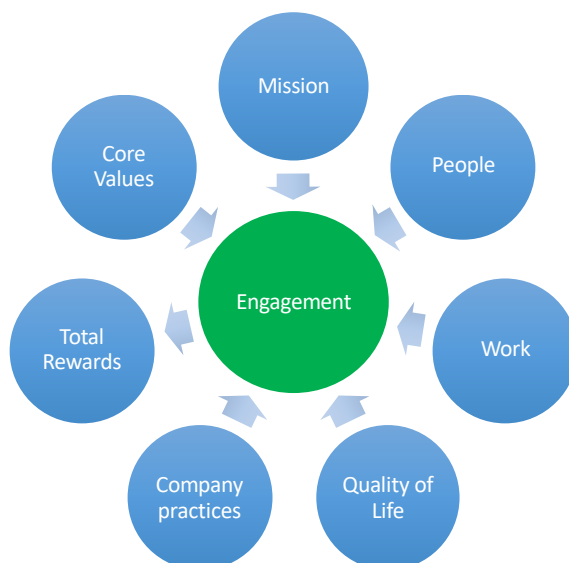 Mission
Core
Values
People
Engagement
Total
Rewards
Work
Company
practices
Quality of
Life